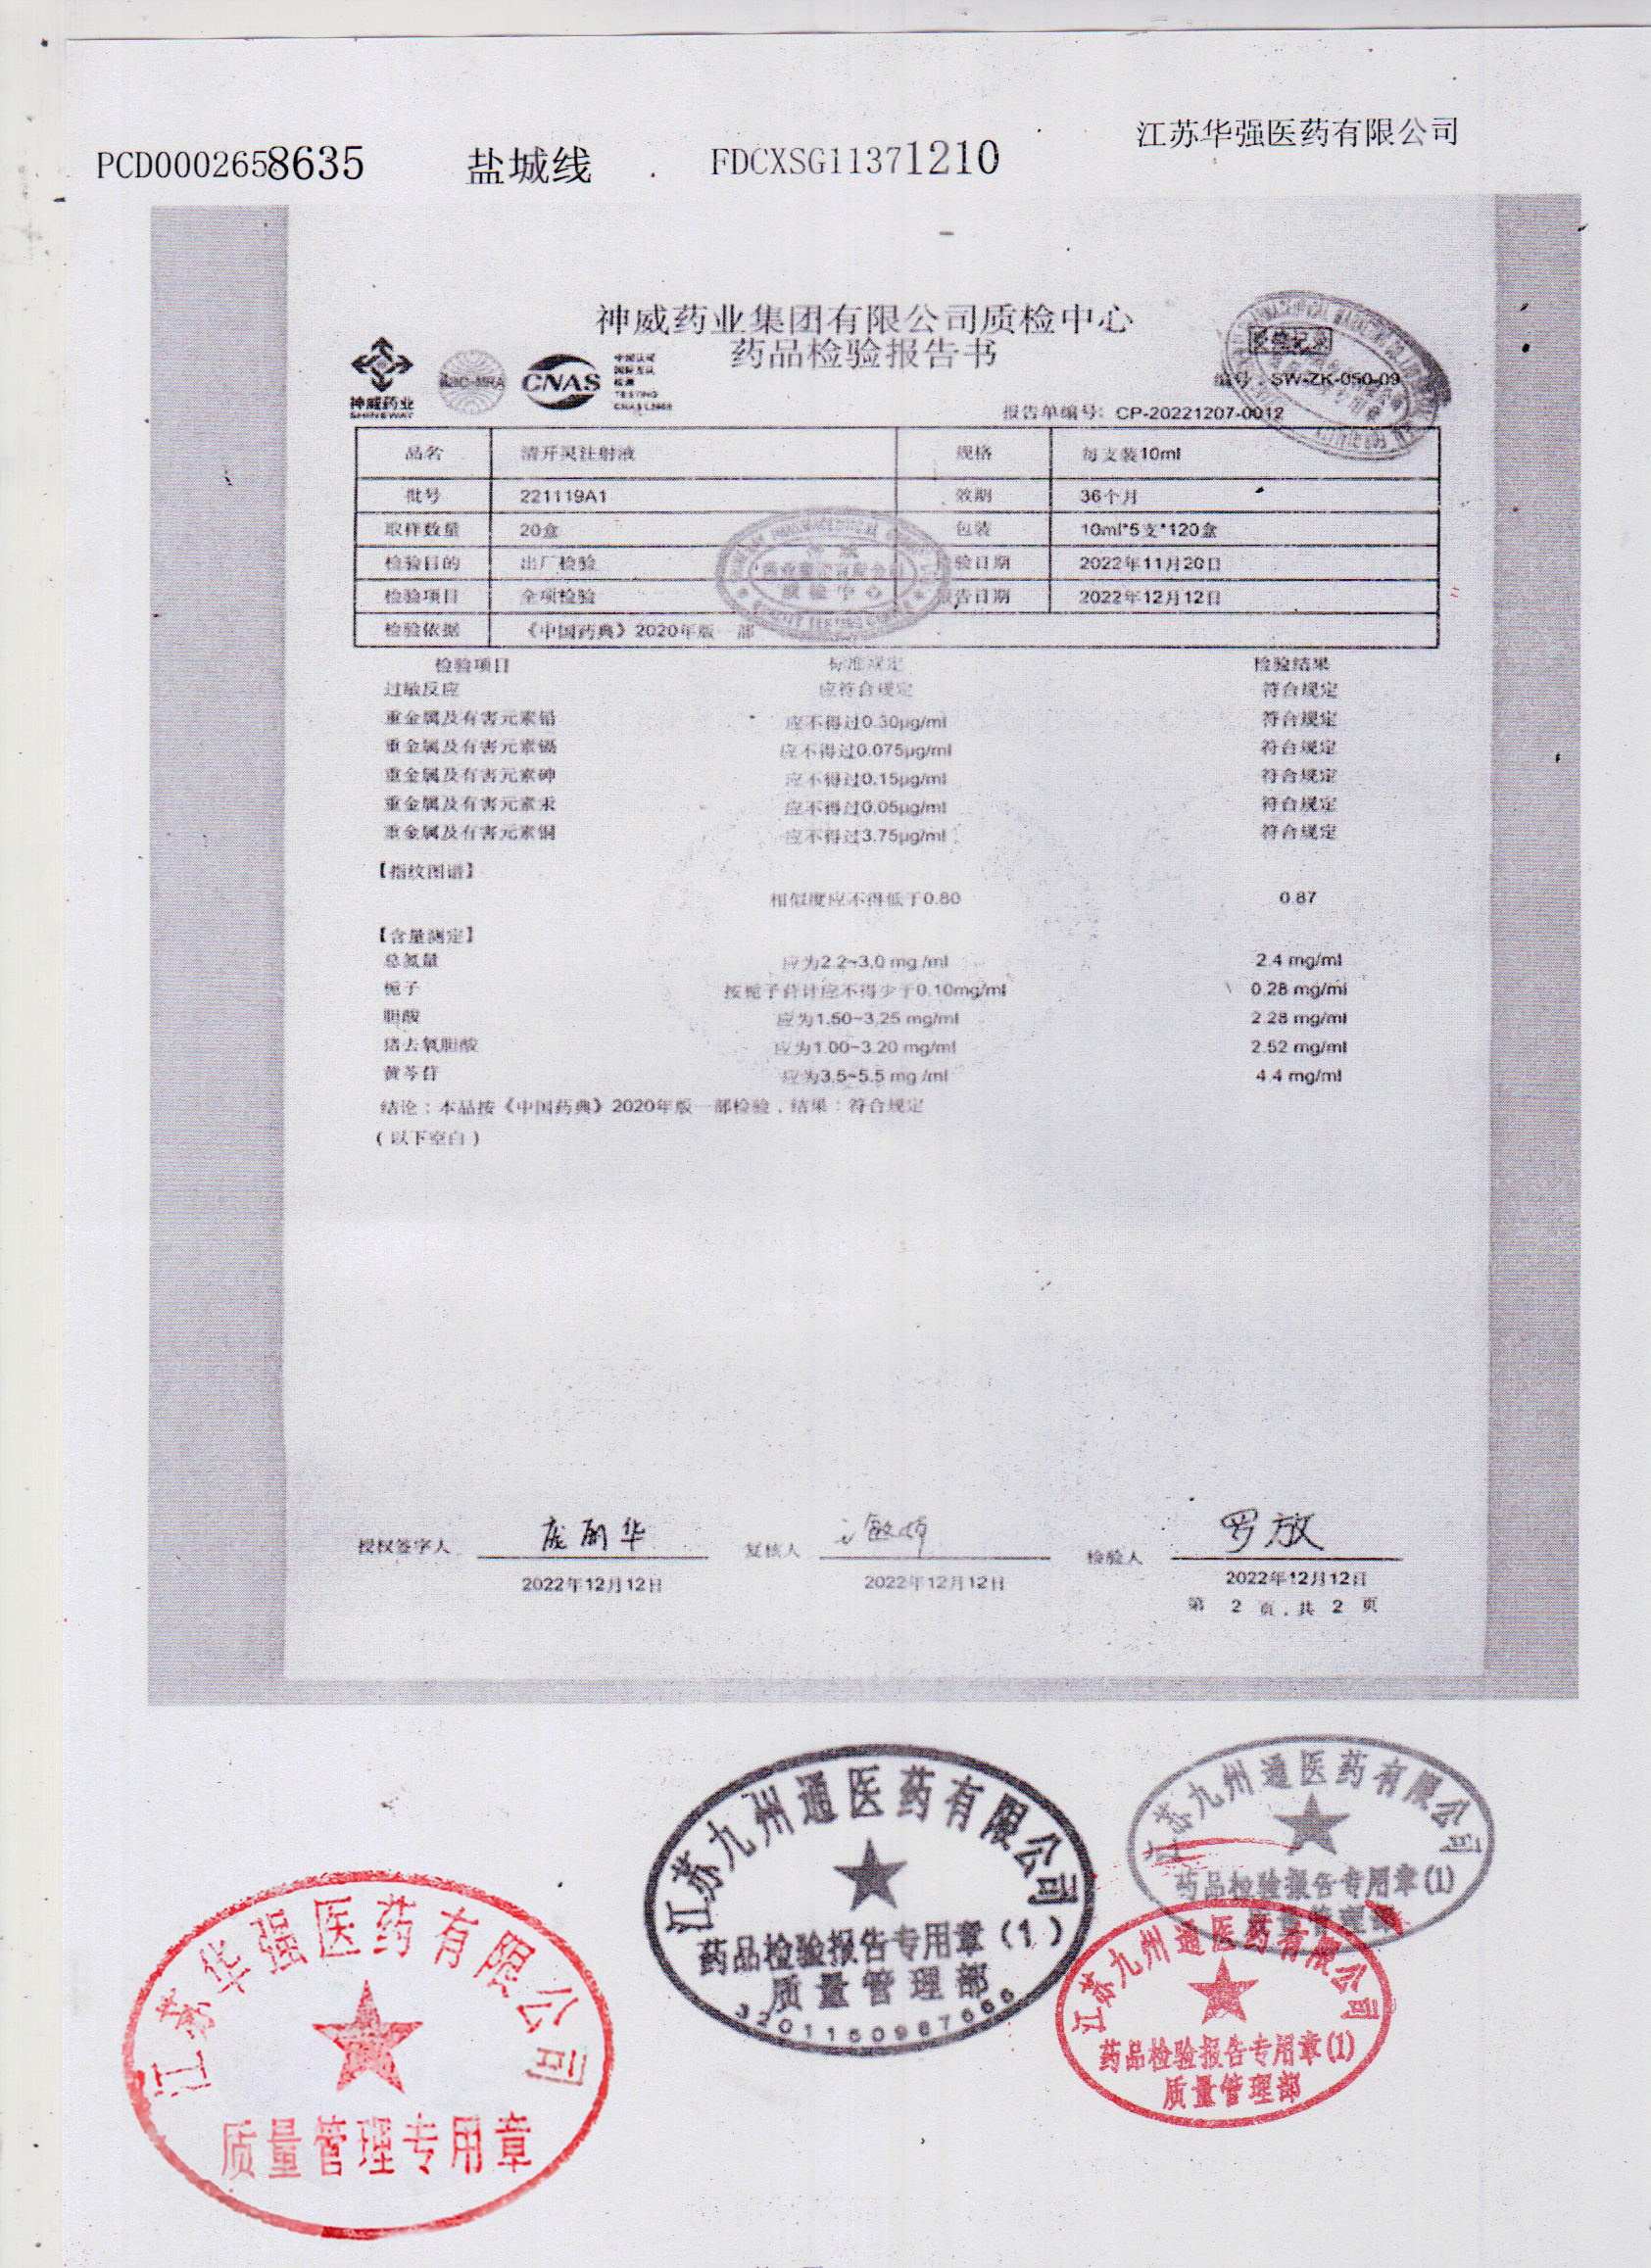 江苏华强医药有限公司
PCD0002658635 盐城线 FDCXSG11371210
神威药业集团有限公司质检中心
药品检验报告书
神威药业
SHINEWAY
CNAS
中国认可
国际互认
检测
TESTING
编号：SW-ZK-050-09
报告单编号：CP-20221207-0012
品名 清开灵注射液 规格 每支装10ml
批号 221119A1 效期 36个月
取样数量 20盒 包装 10ml*5支*120盒
检验目的 出厂检验 检验日期 2022年11月20日
检验项目 全项检验 报告日期 2022年12月12日
检验依据 《中国药典》2020年版一部
检验项目 标准规定 检验结果
过敏反应 应符合规定 符合规定
重金属及有害元素铅 应不得过0.30μg/ml 符合规定
重金属及有害元素镉 应不得过0.075μg/ml 符合规定
重金属及有害元素砷 应不得过0.15μg/ml 符合规定
重金属及有害元素汞 应不得过0.05μg/ml 符合规定
重金属及有害元素铜 应不得过3.75μg/ml 符合规定
【指纹图谱】
相似度应不得低于0.80 0.87
【含量测定】
总氮量 应为2.2~3.0 mg /ml 2.4 mg/ml
栀子 按栀子苷计应不得少于0.10mg/ml 0.28 mg/ml
胆酸 应为1.50~3.25 mg/ml 2.28 mg/ml
猪去氧胆酸 应为1.00~3.20 mg/ml 2.52 mg/ml
黄芩苷 应为3.5~5.5 mg /ml 4.4 mg/ml
结论：本品按《中国药典》2020年版一部检验，结果：符合规定
（以下空白）
授权签字人 复核人 检验人 罗放
2022年12月12日 2022年12月12日 2022年12月12日
第 2 页，共 2 页
江苏九州通医药有限公司
药品检验报告专用章（1）
质量管理部
江苏九州通医药有限公司
药品检验报告专用章(1)
质量管理部
江苏华强医药有限公司
质量管理专用章
江苏九州通医药有限公司
药品检验报告专用章(1)
质量管理部